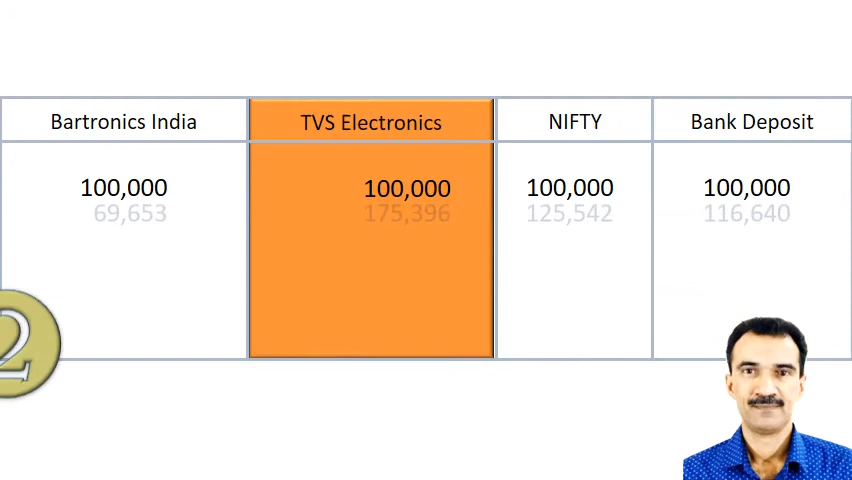 Bartronics India TVS Electronics NIFTY Bank Deposit
100,000 100,000 100,000 100,000
69,653 175,396 125,542 116,640
2